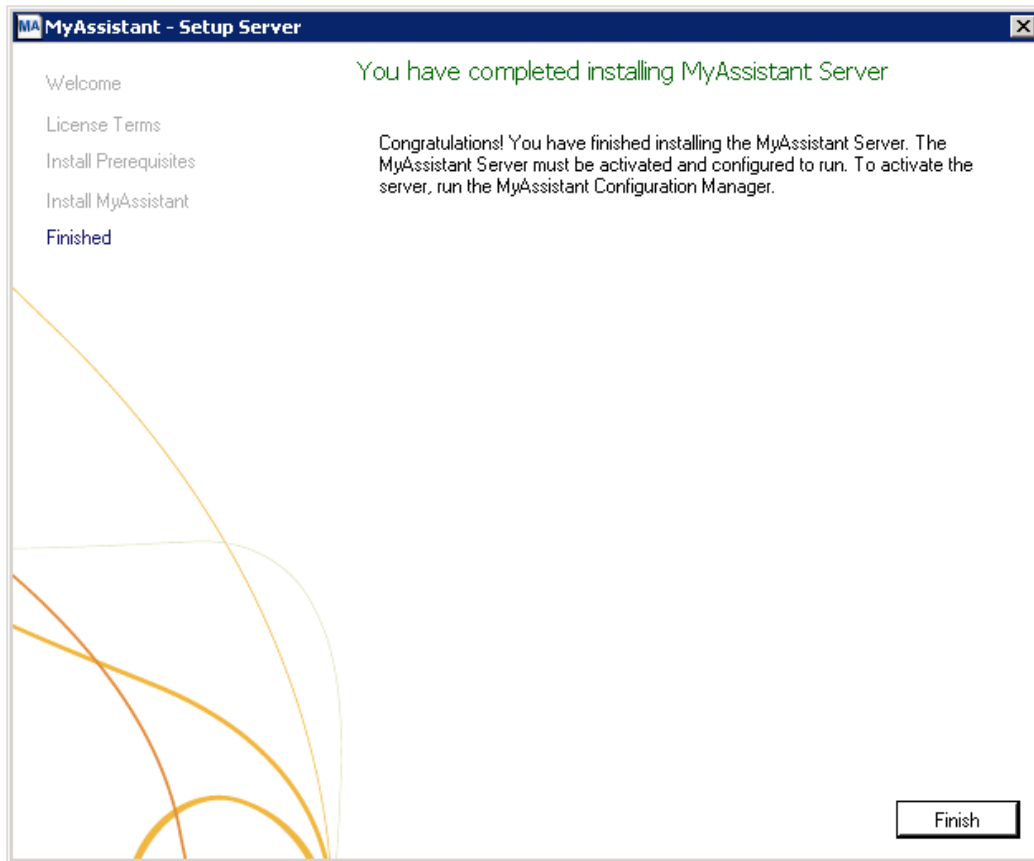 MA MyAssistant - Setup Server
Welcome
License Terms
Install Prerequisites
Install MyAssistant
Finished
You have completed installing MyAssistant Server
Congratulations! You have finished installing the MyAssistant Server. The
MyAssistant Server must be activated and configured to run. To activate the
server, run the MyAssistant Configuration Manager.
Finish